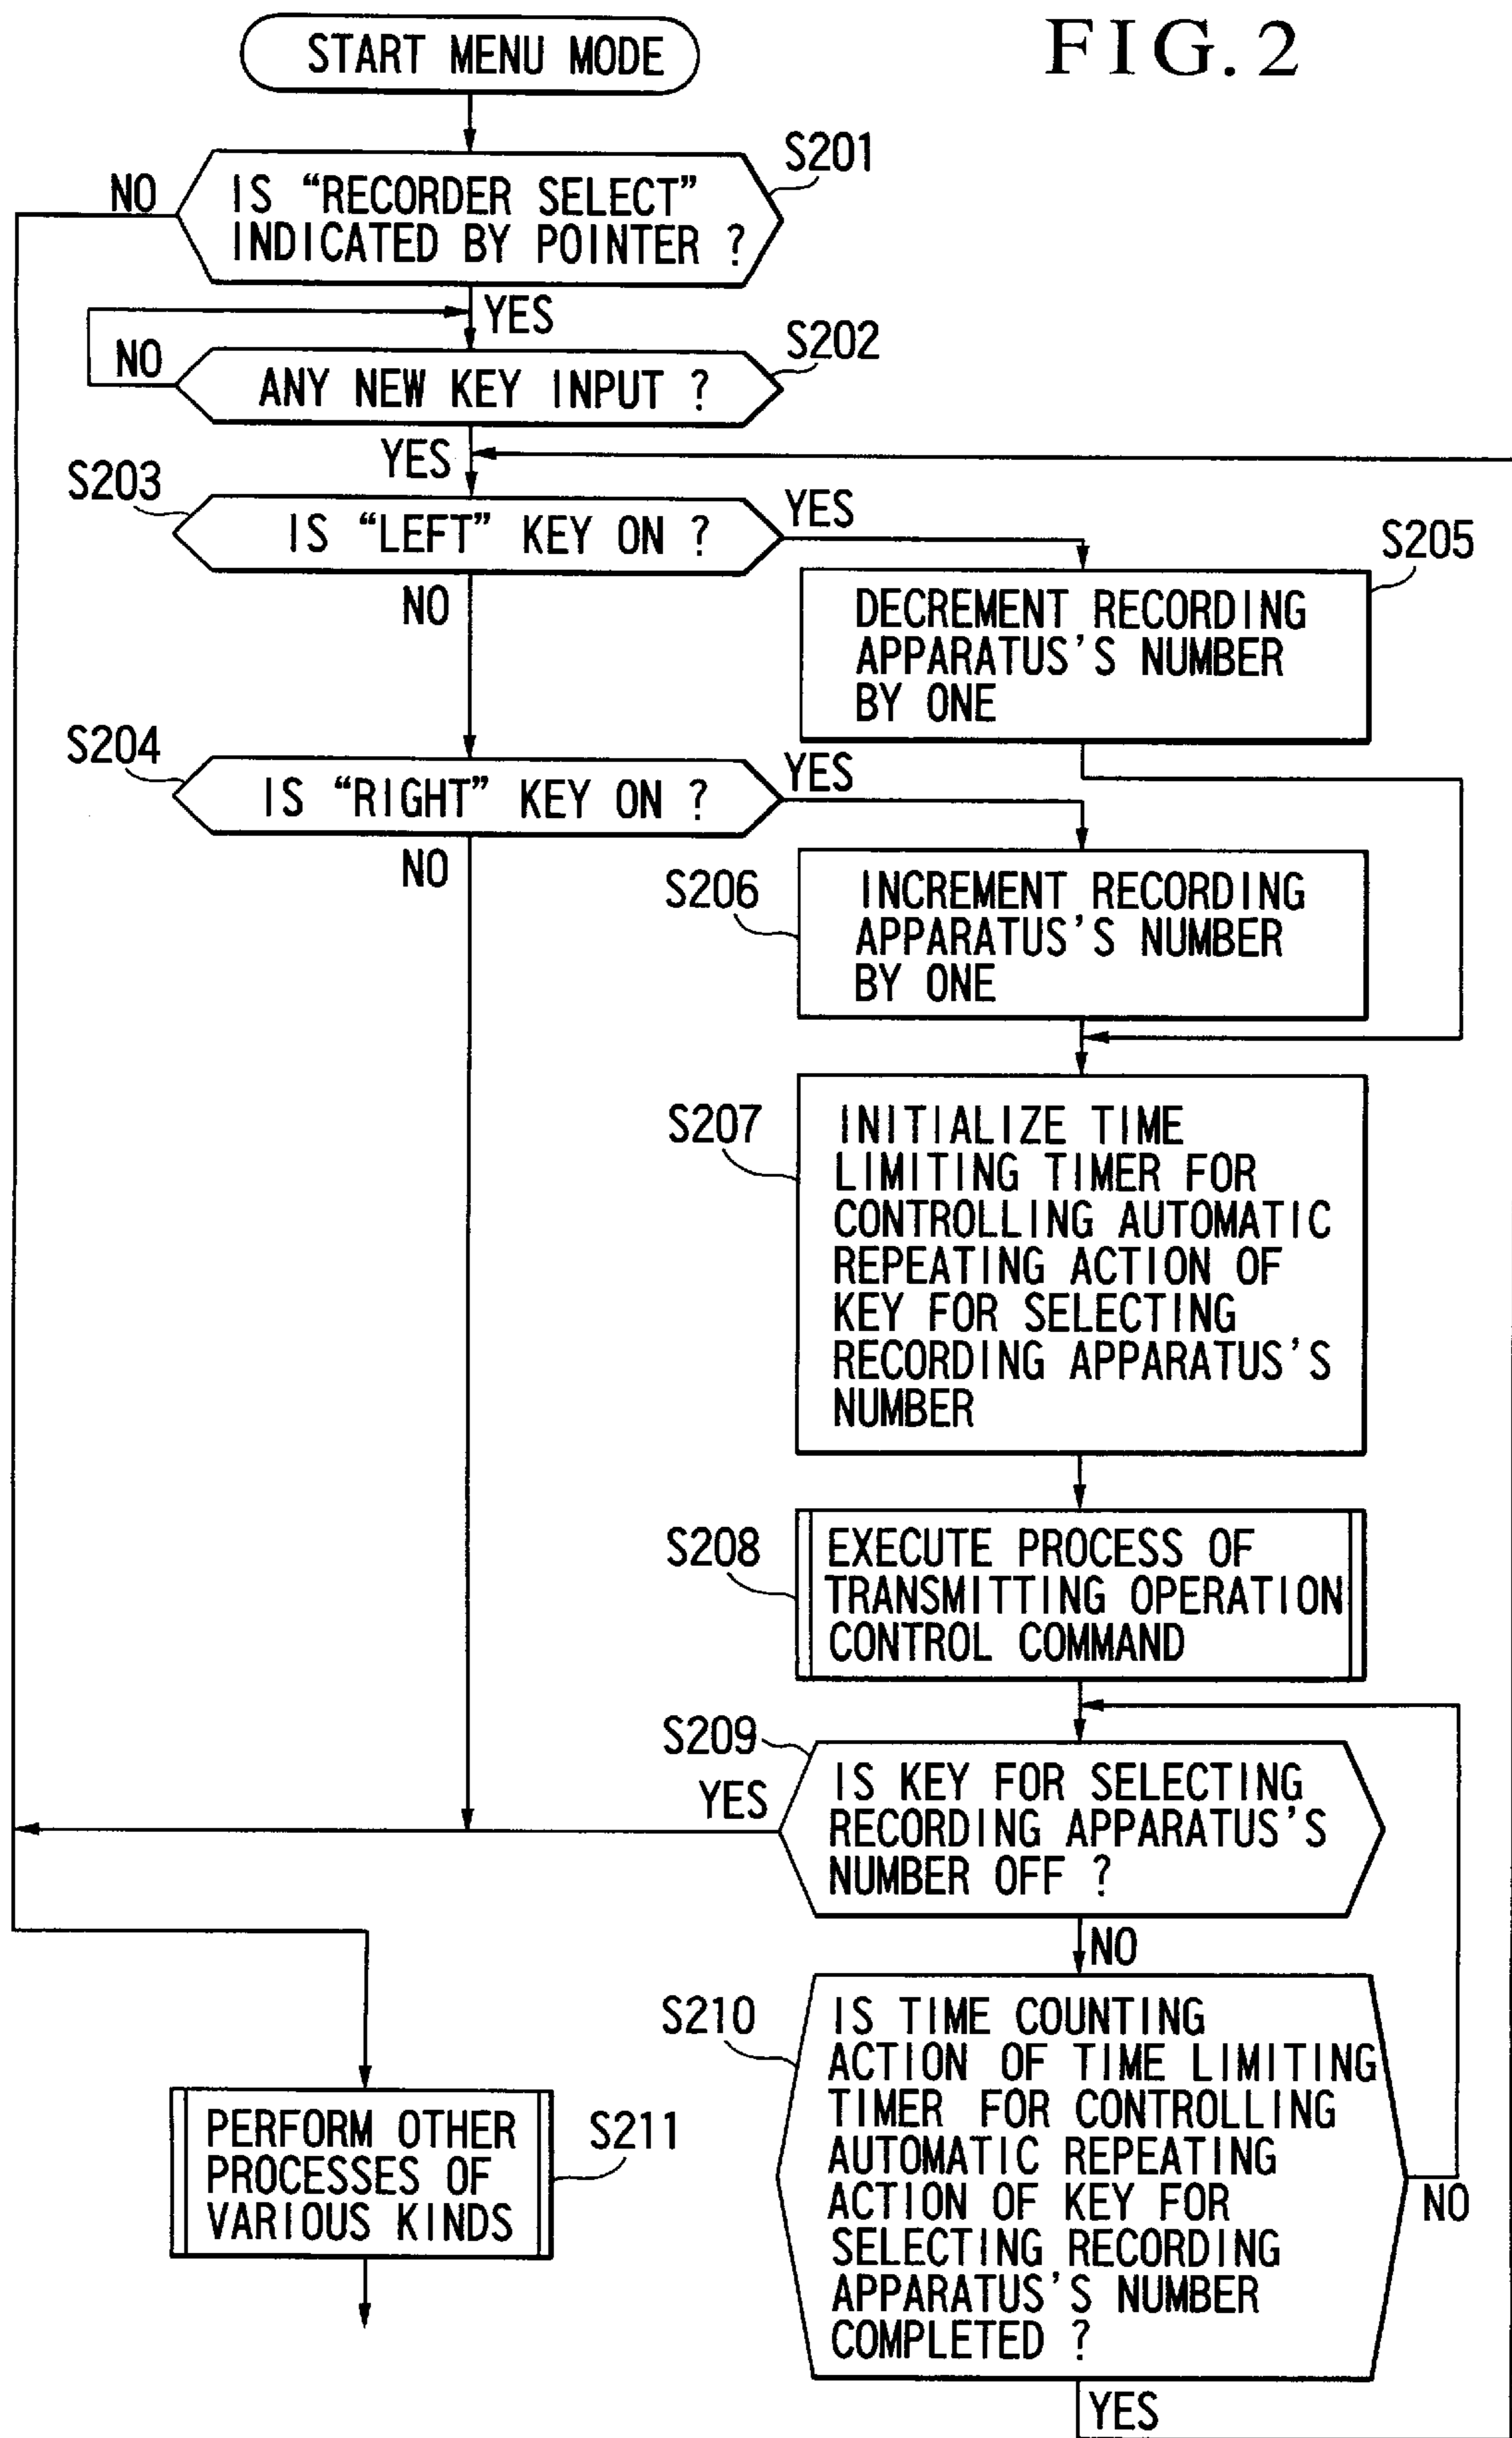 FIG. 2
START MENU MODE
S201
NO
IS “RECORDER SELECT”
INDICATED BY POINTER ?
YES
S202
NO
ANY NEW KEY INPUT ?
YES
S203
IS “LEFT” KEY ON ?
YES
NO
S205
DECREMENT RECORDING
APPARATUS’S NUMBER
BY ONE
S204
IS “RIGHT” KEY ON ?
YES
NO
S206
INCREMENT RECORDING
APPARATUS’S NUMBER
BY ONE
S207
INITIALIZE TIME
LIMITING TIMER FOR
CONTROLLING AUTOMATIC
REPEATING ACTION OF
KEY FOR SELECTING
RECORDING APPARATUS’S
NUMBER
S208
EXECUTE PROCESS OF
TRANSMITTING OPERATION
CONTROL COMMAND
S209
YES
IS KEY FOR SELECTING
RECORDING APPARATUS’S
NUMBER OFF ?
NO
S210
IS TIME COUNTING
ACTION OF TIME LIMITING
TIMER FOR CONTROLLING
AUTOMATIC REPEATING
ACTION OF KEY FOR
SELECTING RECORDING
APPARATUS’S NUMBER
COMPLETED ?
NO
YES
PERFORM OTHER
PROCESSES OF
VARIOUS KINDS
S211